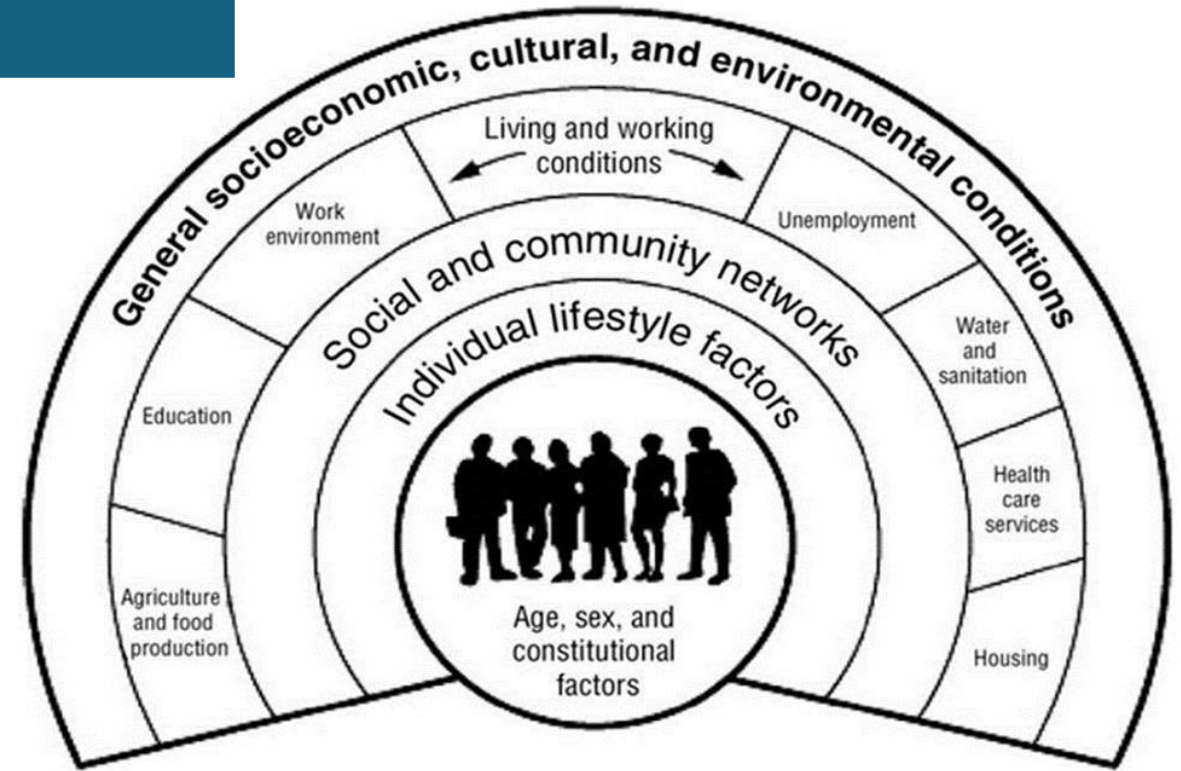 General socioeconomic, cultural, and environmental conditions
Living and working
conditions
Work
environment
Unemployment
Education
Water
and
sanitation
Agriculture
and food
production
Health
care
services
Housing
Social and community networks
Individual lifestyle factors
Age, sex, and
constitutional
factors